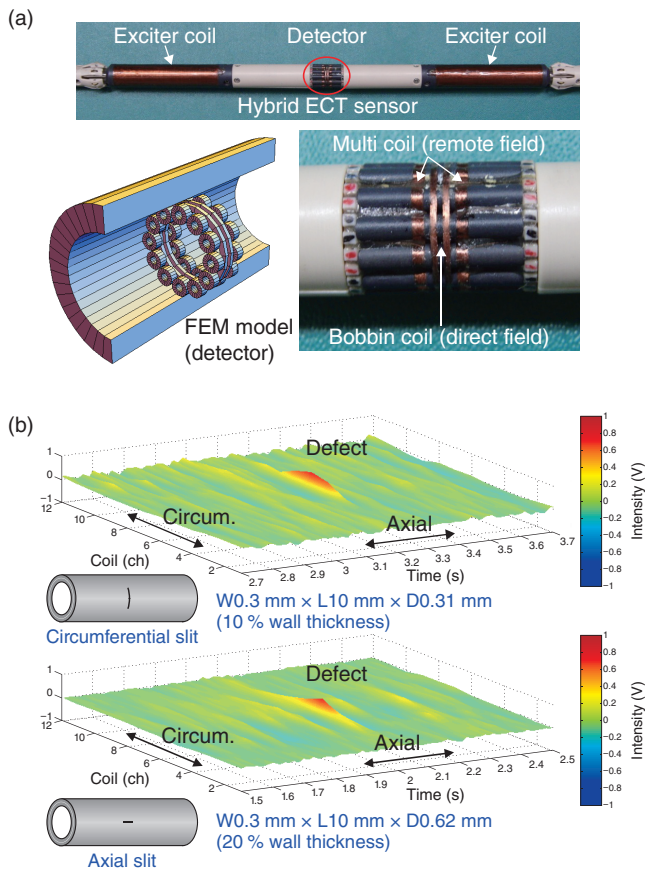 (a)
Exciter coil
Detector
Exciter coil
Hybrid ECT sensor
Multi coil (remote field)
FEM model
(detector)
Bobbin coil (direct field)
(b)
1
0
−1
12
10
8
6
4
2
Coil (ch)
Circum.
Defect
Axial
2.7
2.8
2.9
3
3.1
3.2
3.3
3.4
3.5
3.6
3.7
Time (s)
1
0.8
0.6
0.4
0.2
0
−0.2
−0.4
−0.6
−0.8
−1
Intensity (V)
Circumferential slit
W0.3 mm × L10 mm × D0.31 mm
(10 % wall thickness)
1
0
−1
12
10
8
6
4
2
Coil (ch)
Circum.
Defect
Axial
1.5
1.6
1.7
1.8
1.9
2
2.1
2.2
2.3
2.4
2.5
Time (s)
1
0.8
0.6
0.4
0.2
0
−0.2
−0.4
−0.6
−0.8
−1
Intensity (V)
Axial slit
W0.3 mm × L10 mm × D0.62 mm
(20 % wall thickness)